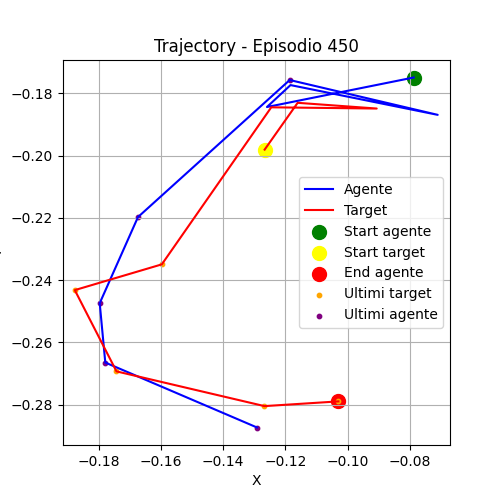 Trajectory - Episodio 450
−0.18
−0.20
−0.22
−0.24
−0.26
−0.28
Agente
Target
Start agente
Start target
End agente
Ultimi target
Ultimi agente
−0.18 −0.16 −0.14 −0.12 −0.10 −0.08
X